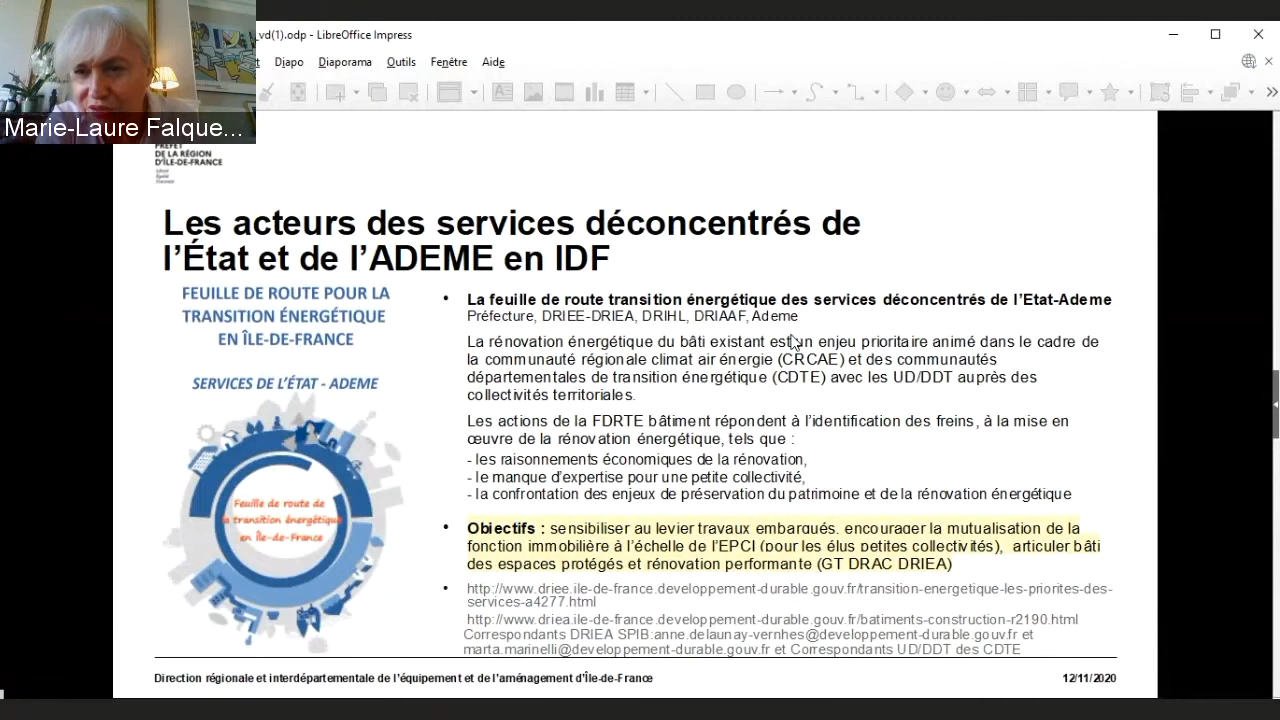 _vd(1).odp - LibreOffice Impress
Diapo Diaporama Outils Fenêtre Aide
Marie-Laure Falque...
PRÉFET
DE LA RÉGION
D'ÎLE-DE-FRANCE
Les acteurs des services déconcentrés de
l'État et de l'ADEME en IDF
FEUILLE DE ROUTE POUR LA
TRANSITION ÉNERGÉTIQUE
EN ÎLE-DE-FRANCE
SERVICES DE L'ÉTAT - ADEME
Feuille de route de
la transition énergétique
en Île-de-France
• La feuille de route transition énergétique des services déconcentrés de l'Etat-Ademe
Préfecture, DRIEE-DRIEA, DRIHL, DRIAAF, Ademe
La rénovation énergétique du bâti existant est un enjeu prioritaire animé dans le cadre de
la communauté régionale climat air énergie (CRCAE) et des communautés
départementales de transition énergétique (CDTE) avec les UD/DDT auprès des
collectivités territoriales.
Les actions de la FDRTE bâtiment répondent à l'identification des freins, à la mise en
œuvre de la rénovation énergétique, tels que :
- les raisonnements économiques de la rénovation,
- le manque d'expertise pour une petite collectivité,
- la confrontation des enjeux de préservation du patrimoine et de la rénovation énergétique
• Objectifs : sensibiliser au levier travaux embarqués, encourager la mutualisation de la
fonction immobilière à l'échelle de l'EPCI (pour les élus petites collectivités), articuler bâti
des espaces protégés et rénovation performante (GT DRAC DRIEA)
• http://www.driee.ile-de-france.developpement-durable.gouv.fr/transition-energetique-les-priorites-des-
services-a4277.html
http://www.driea.ile-de-france.developpement-durable.gouv.fr/batiments-construction-r2190.html
Correspondants DRIEA SPIB:anne.delaunay-vernhes@developpement-durable.gouv.fr et
marta.marinelli@developpement-durable.gouv.fr et Correspondants UD/DDT des CDTE
Direction régionale et interdépartementale de l'équipement et de l'aménagement d'Île-de-France
12/11/2020